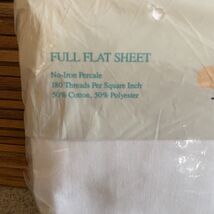 FULL FLAT SHEET
No-Iron Percale
180 Threads Per Square Inch
50% Cotton, 50% Polyester